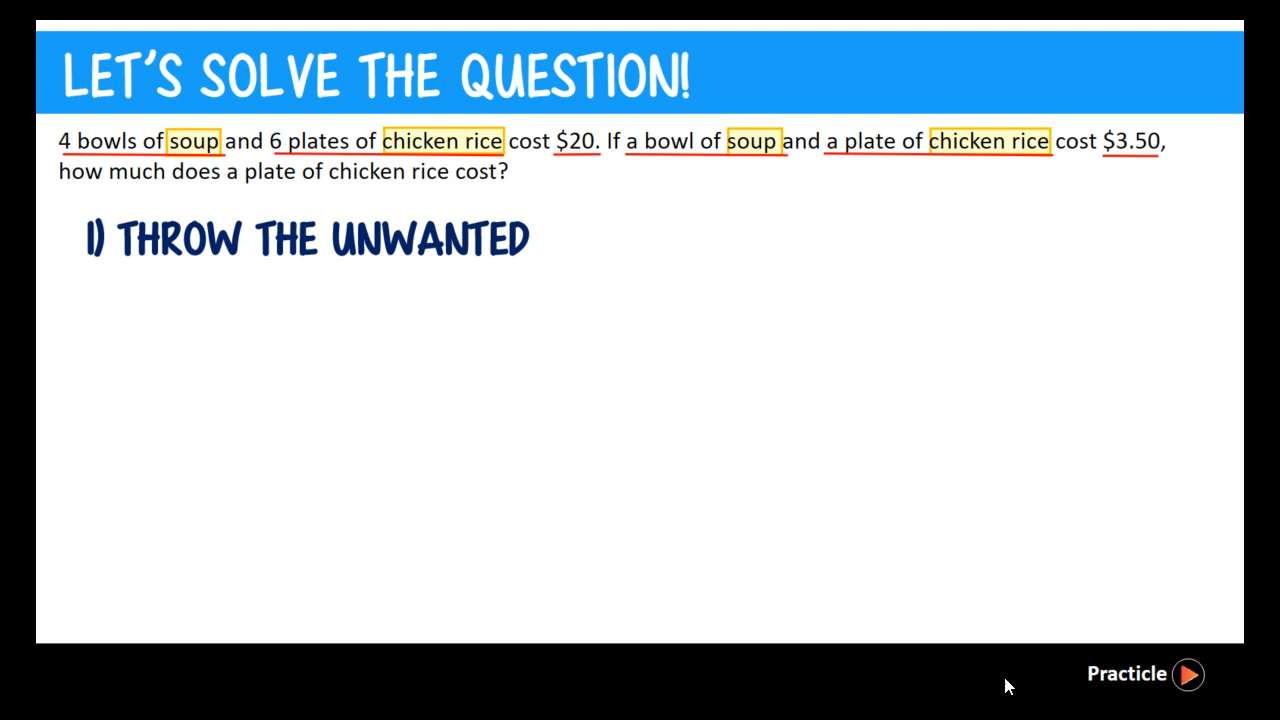 LET'S SOLVE THE QUESTION!
4 bowls of soup and 6 plates of chicken rice cost $20. If a bowl of soup and a plate of chicken rice cost $3.50,
how much does a plate of chicken rice cost?
1) THROW THE UNWANTED
Practicle